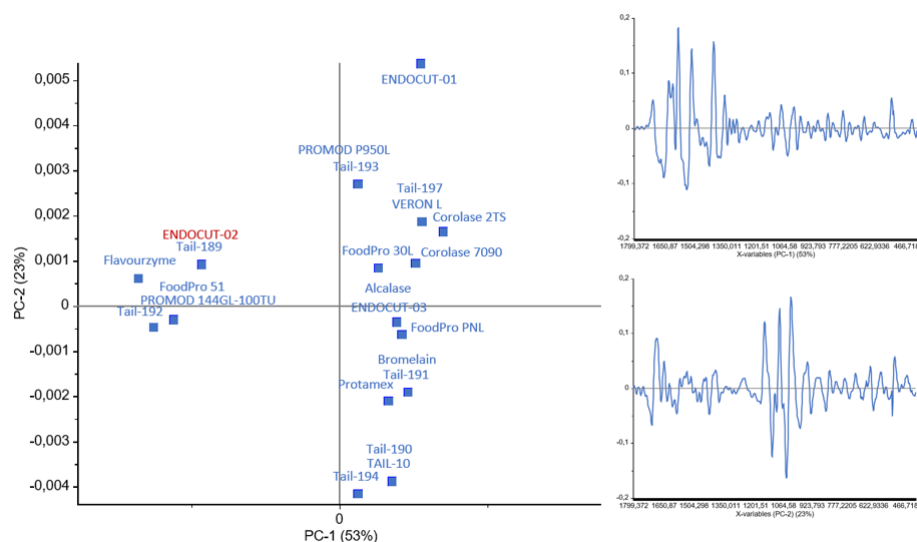 0,005
0,004
0,003
0,002
0,001
0
-0,001
-0,002
-0,003
-0,004
PC-2 (23%)
ENDOCUT-01
PROMOD P950L
Tail-193
Tail-197
VERON L
Corolase 2TS
ENDOCUT-02
Tail-189
Flavourzyme
FoodPro 30L
Corolase 7090
FoodPro 51
Alcalase
PROMOD 144GL-100TU
Tail-192
ENDOCUT-03
FoodPro PNL
Bromelain
Tail-191
Protamex
Tail-190
TAIL-10
Tail-194
0
PC-1 (53%)
0,2
0,1
0
-0,1
-0,2
1799,372 1650,87 1504,298 1350,011 1201,51 1064,58 923,793 777,2205 622,9336 466,718
X-variables (PC-1) (53%)
0,2
0,1
0
-0,1
-0,2
1799,372 1650,87 1504,298 1350,011 1201,51 1064,58 923,793 777,2205 622,9336 466,718
X-variables (PC-2) (23%)